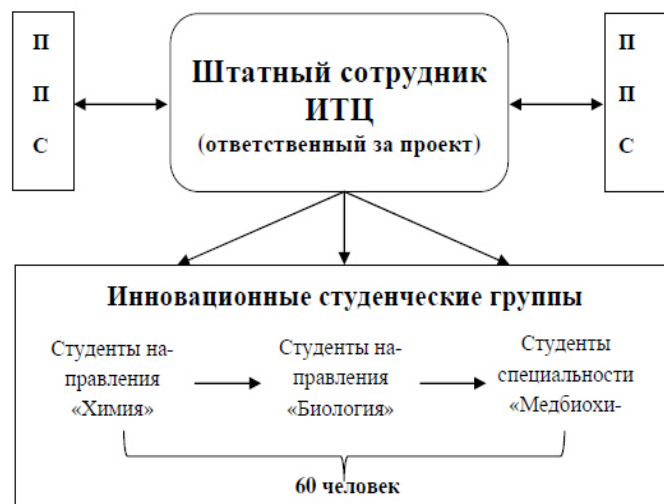 П
П
С
Штатный сотрудник
ИТЦ
(ответственный за проект)
П
П
С
Инновационные студенческие группы
Студенты на-
правления
«Химия»
Студенты на-
правления
«Биология»
Студенты
специальности
«Медбиохи-
60 человек